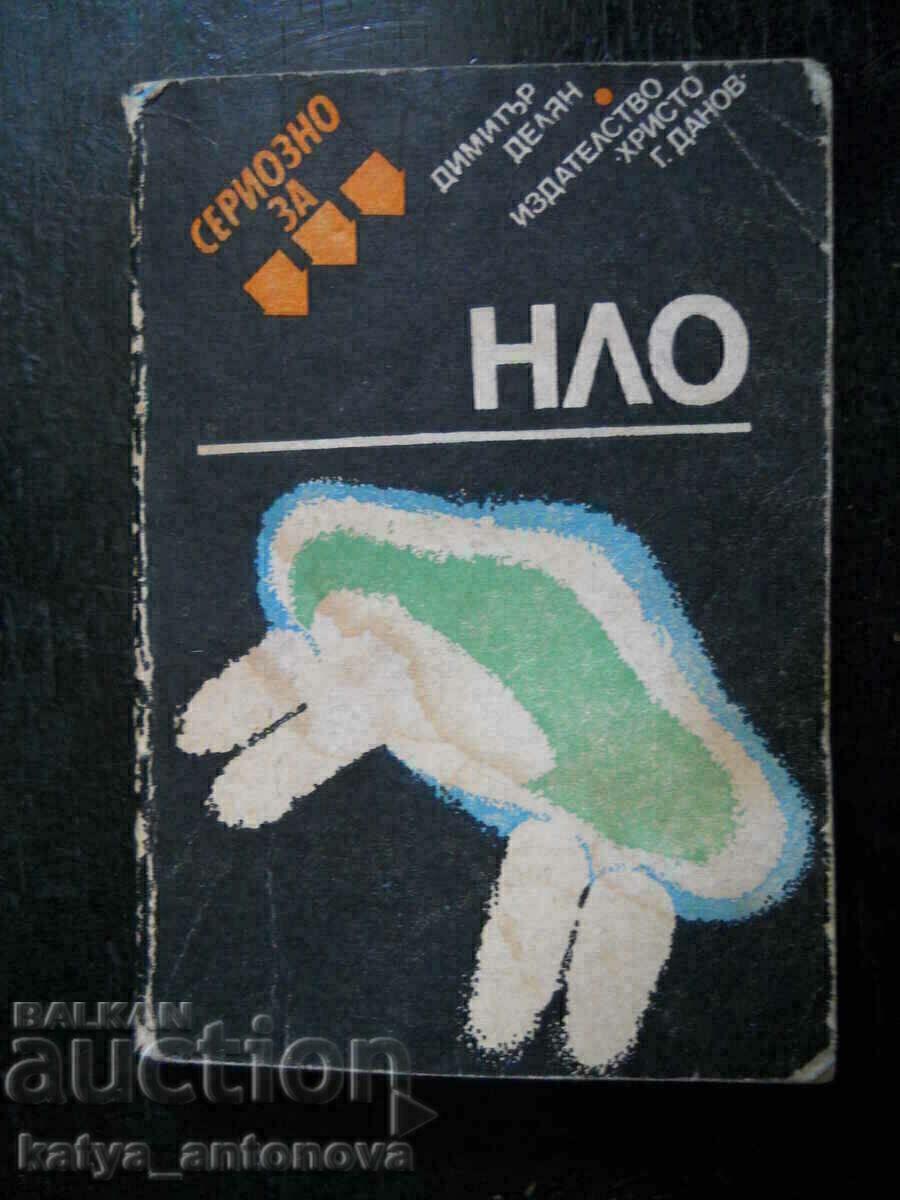 СЕРИОЗНО
ЗА
ДИМИТЪР
ДЕЛЯН
ИЗДАТЕЛСТВО
ХРИСТО
Г. ДАНОВ
НЛО
BALKAN
auction
katya_antonova